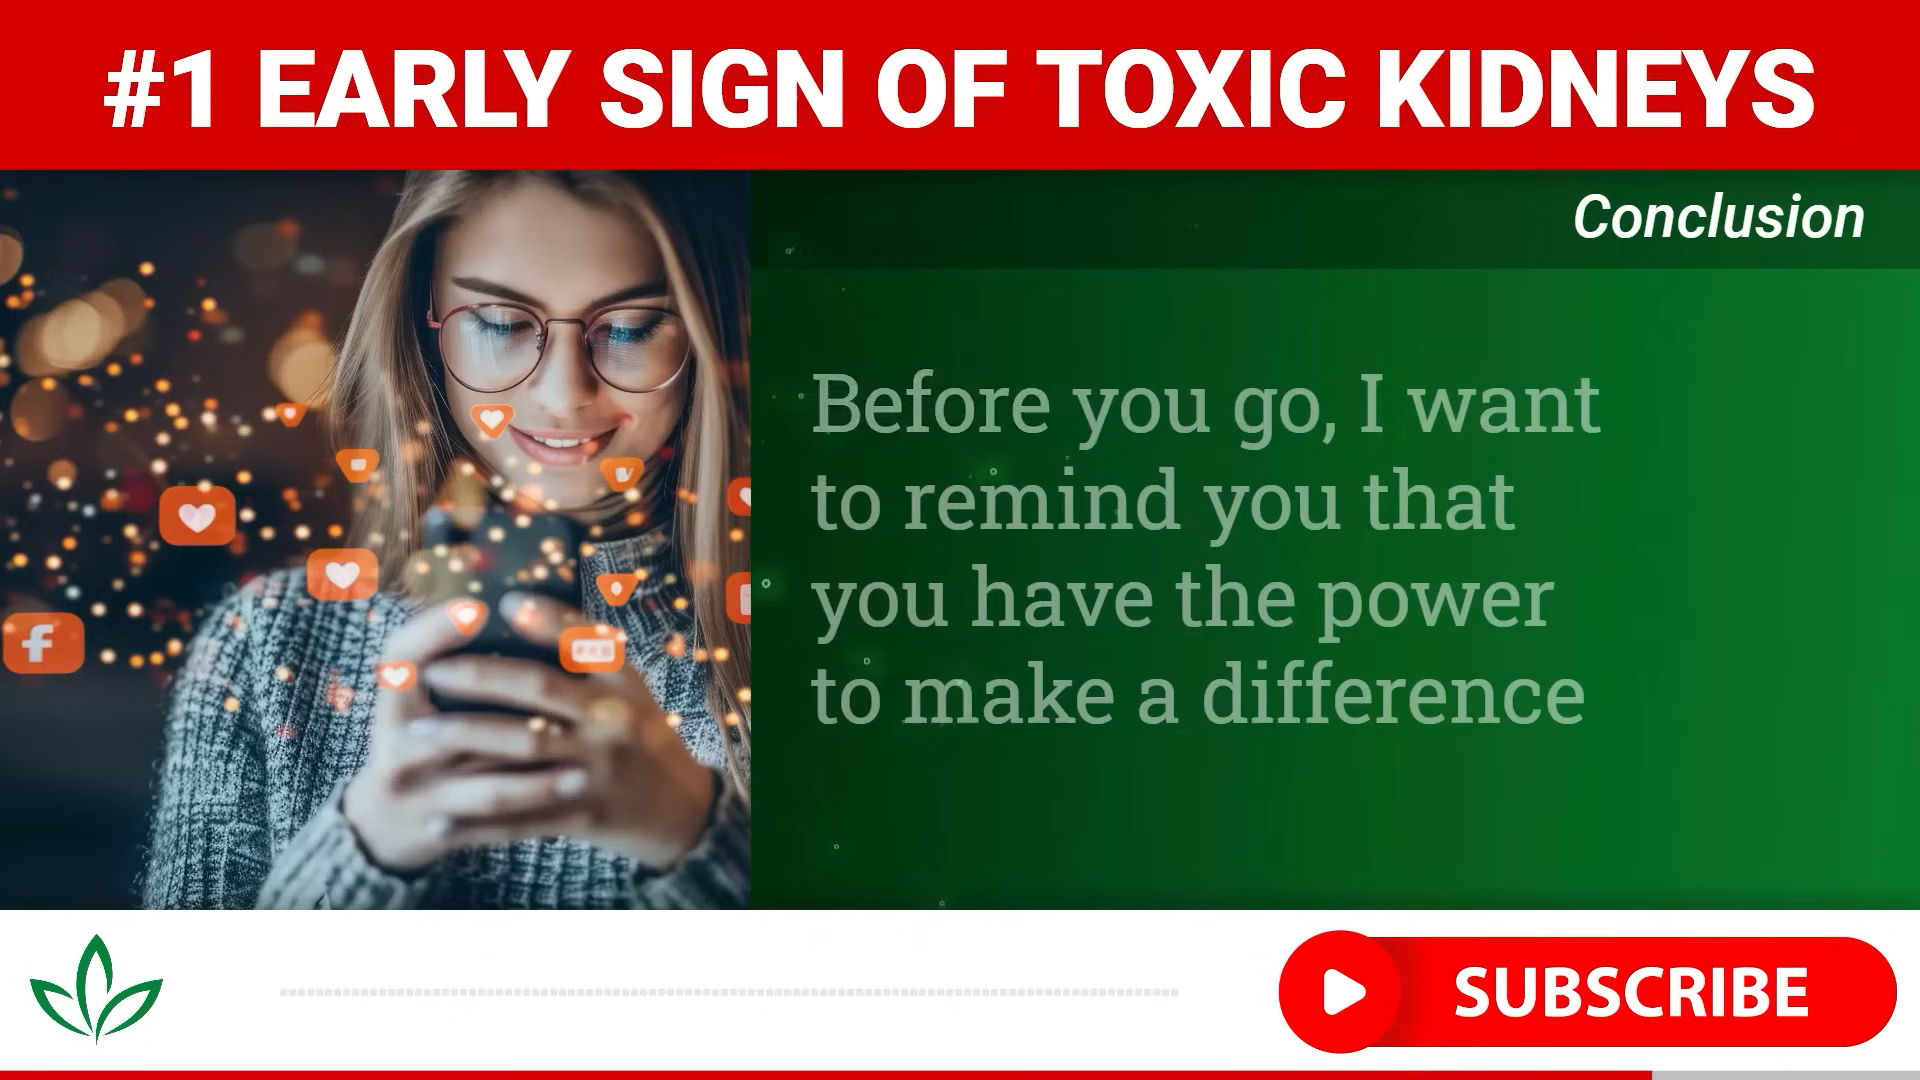 #1 EARLY SIGN OF TOXIC KIDNEYS
Conclusion
Before you go, I want
to remind you that
you have the power
to make a difference
f
SUBSCRIBE